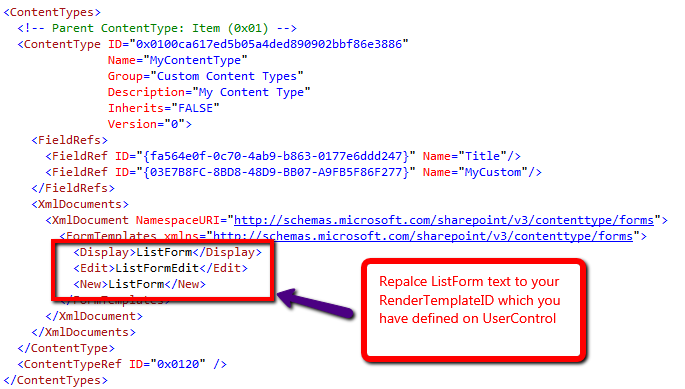 <ContentTypes>
<!-- Parent ContentType: Item (0x01) -->
<ContentType ID="0x0100ca617ed5b05a4ded890902bbf86e3886"
Name="MyContentType"
Group="Custom Content Types"
Description="My Content Type"
Inherits="FALSE"
Version="0">
<FieldRefs>
<FieldRef ID="{fa564e0f-0c70-4ab9-b863-0177e6ddd247}" Name="Title"/>
<FieldRef ID="{03E7B8FC-8BD8-48D9-BB07-A9FB5F86F277}" Name="MyCustom"/>
</FieldRefs>
<XmlDocuments>
<XmlDocument NamespaceURI="http://schemas.microsoft.com/sharepoint/v3/contenttype/forms">
<FormTemplates xmlns="http://schemas.microsoft.com/sharepoint/v3/contenttype/forms">
<Display>ListForm</Display>
<Edit>ListFormEdit</Edit>
<New>ListForm</New>
</FormTemplates>
</XmlDocument>
</XmlDocuments>
</ContentType>
<ContentTypeRef ID="0x0120" />
</ContentTypes>
Repalce ListForm text to your
RenderTemplateID which you
have defined on UserControl